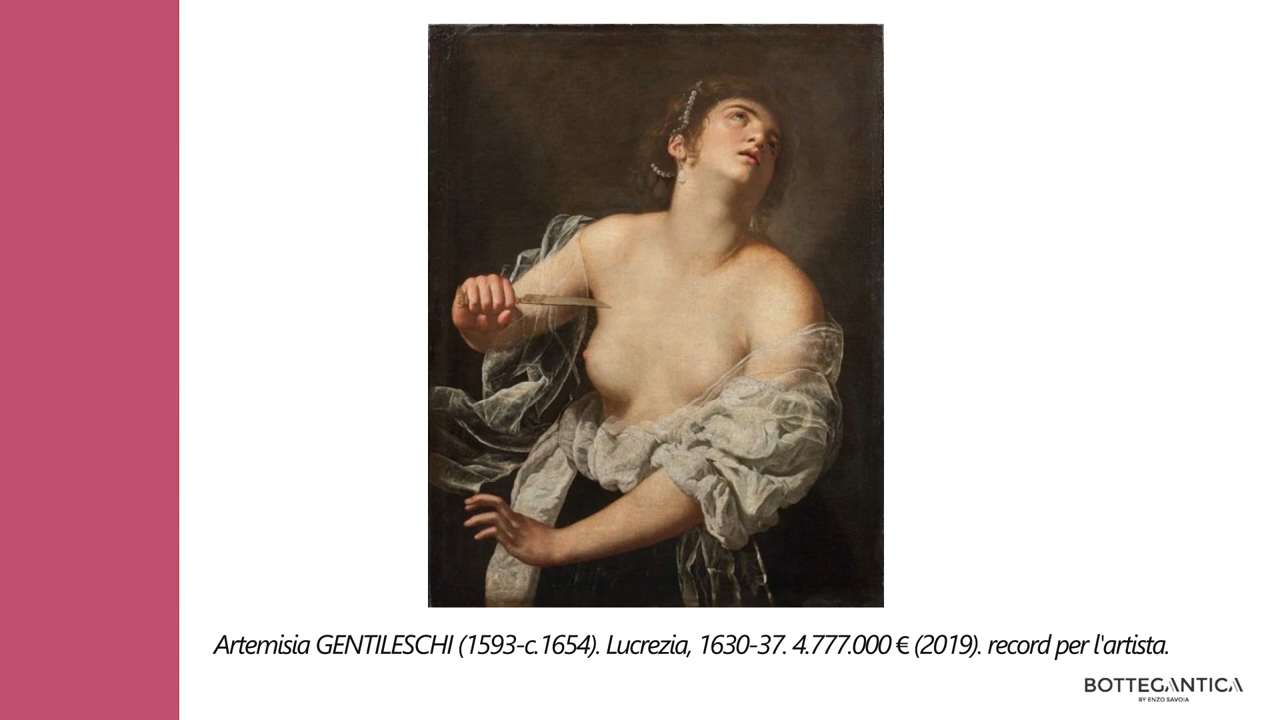 Artemisia GENTILESCHI (1593-c.1654). Lucrezia, 1630-37. 4.777.000 € (2019). record per l'artista.
BOTTEGANTICA
BY ENZO SAVOIA